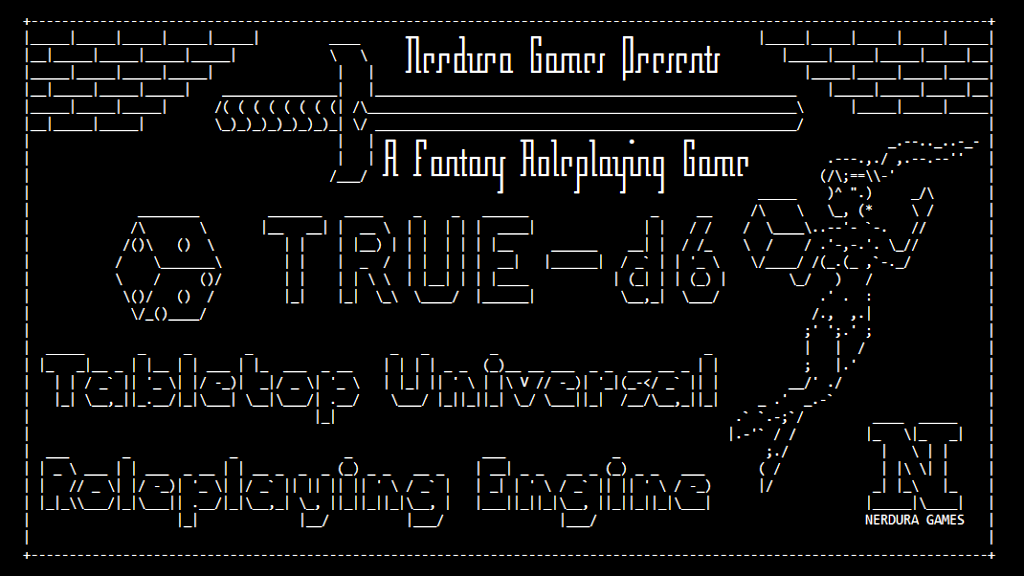 Nerdura Games Presents
A Fantasy Roleplaying Game
TRUE-d6
Tabletop Universal
Roleplaying Engine
N
NERDURA GAMES